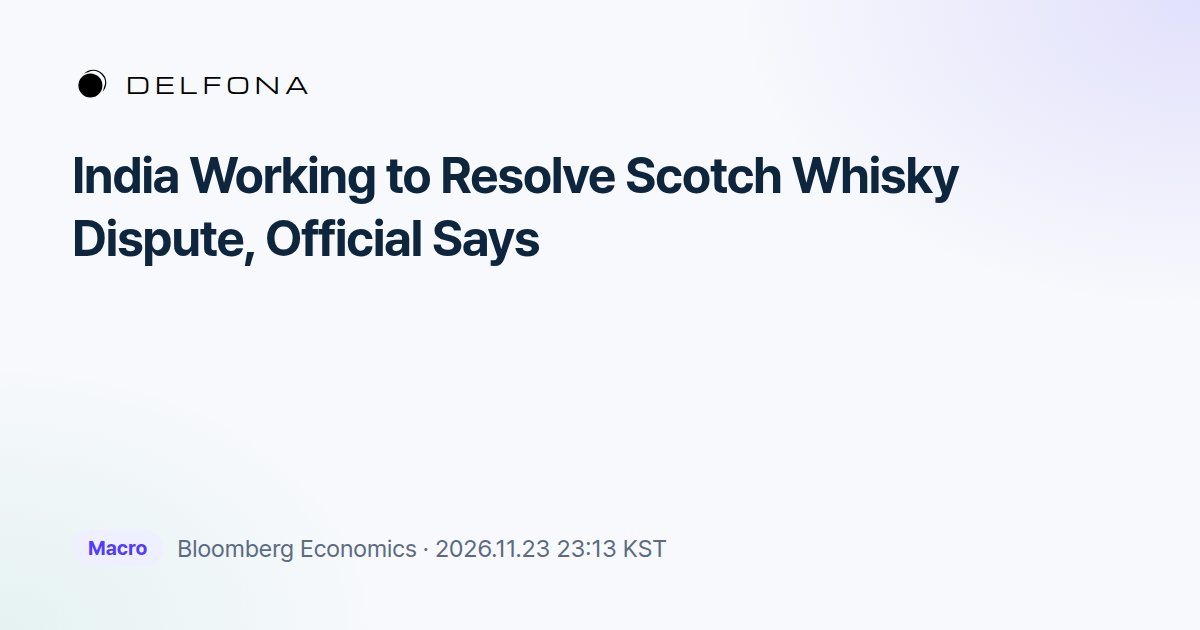 DELFONA
India Working to Resolve Scotch Whisky
Dispute, Official Says
Macro Bloomberg Economics · 2026.11.23 23:13 KST